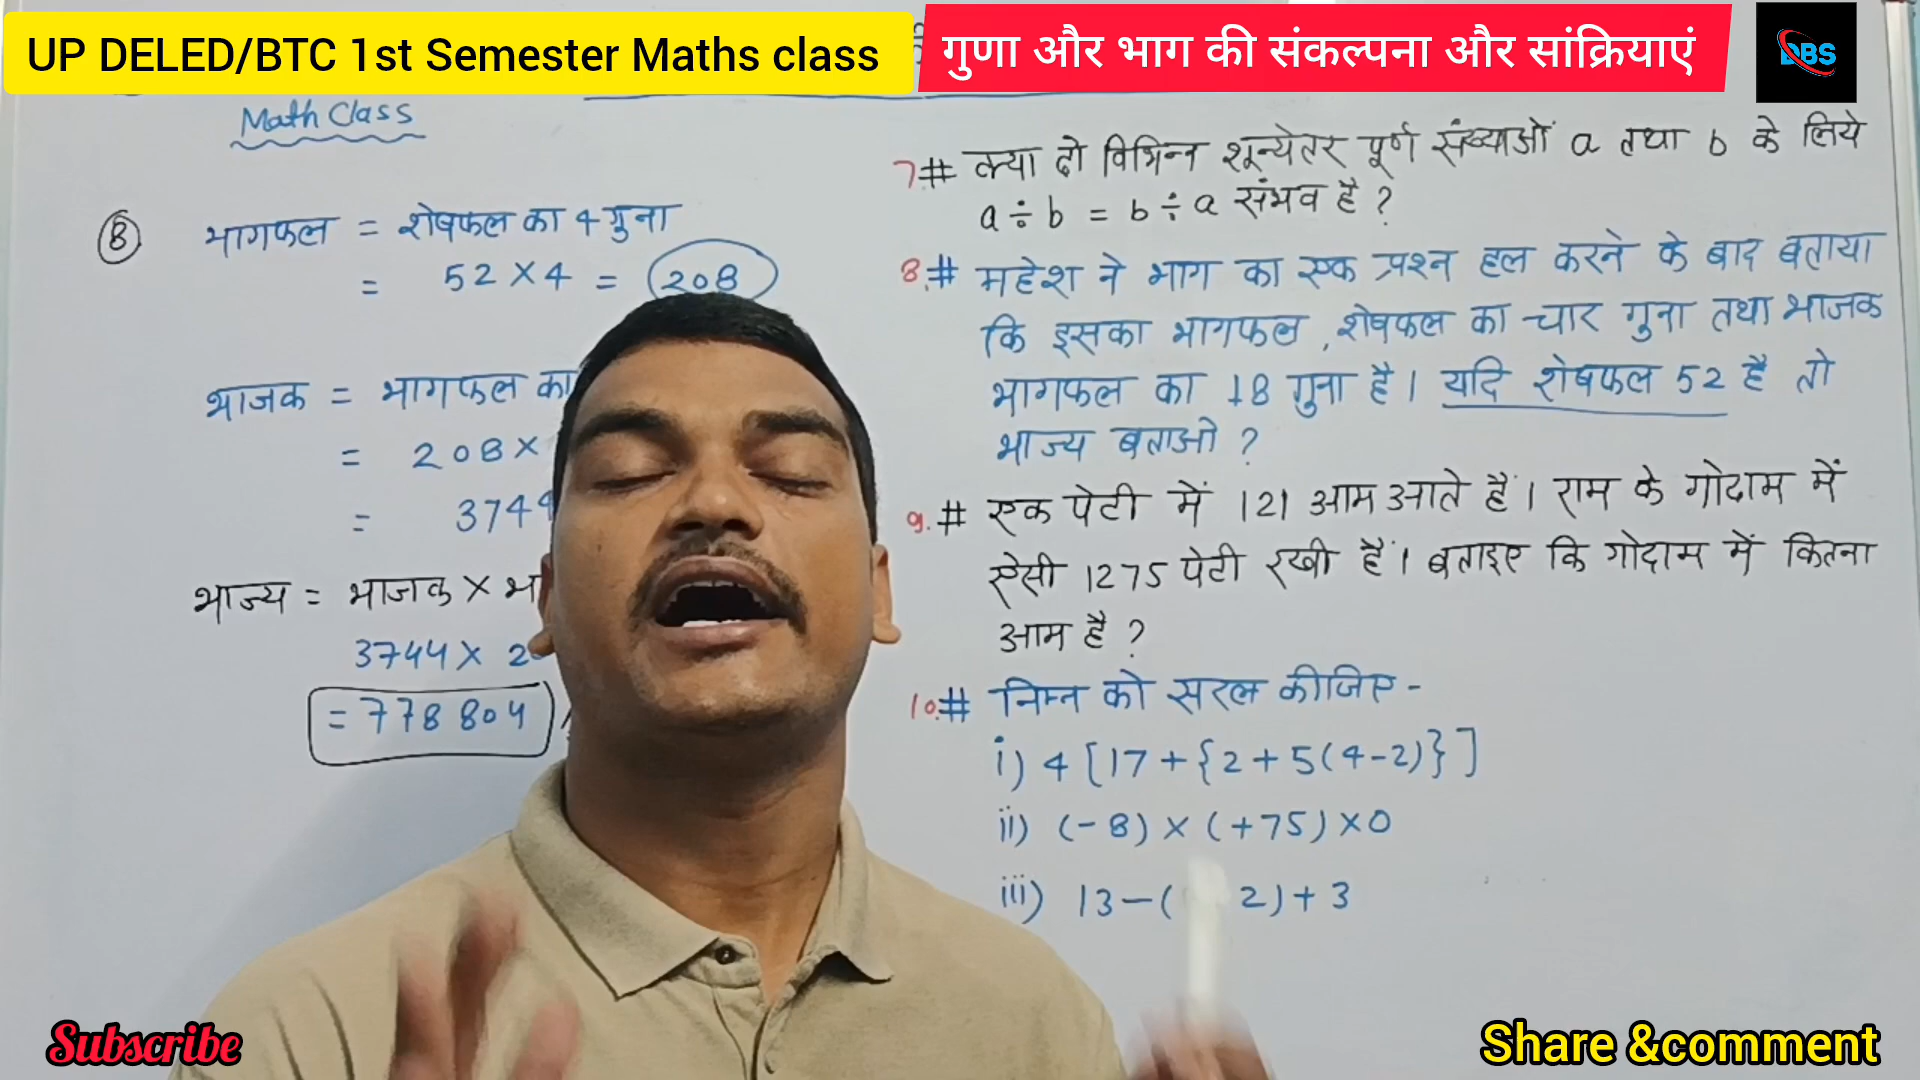 UP DELED/BTC 1st Semester Maths class
गुणा और भाग की संकल्पना और सांक्रियाएं
DBS
Math Class
8
भागफल = शेषफल का 4 गुना
= 52 × 4 = 208
भाजक = भागफल का
= 208 ×
= 3744
भाज्य = भाजक × भा
3744 × 2
= 778804
7.# क्या दो विभिन्न शून्येतर पूर्ण संख्याओं a तथा b के लिये
a ÷ b = b ÷ a संभव है ?
8.# महेश ने भाग का एक प्रश्न हल करने के बाद बताया
कि इसका भागफल , शेषफल का चार गुना तथा भाजक
भागफल का 18 गुना है । यदि शेषफल 52 है तो
भाज्य बताओ ?
9.# एक पेटी में 121 आम आते हैं । राम के गोदाम में
ऐसी 1275 पेटी रखी हैं । बताइए कि गोदाम में कितना
आम है ?
10.# निम्न को सरल कीजिए -
i) 4 [17 + {2 + 5(4-2)}]
ii) (-8) × (+75) × 0
iii) 13 - ( 2) + 3
Subscribe
Share &comment